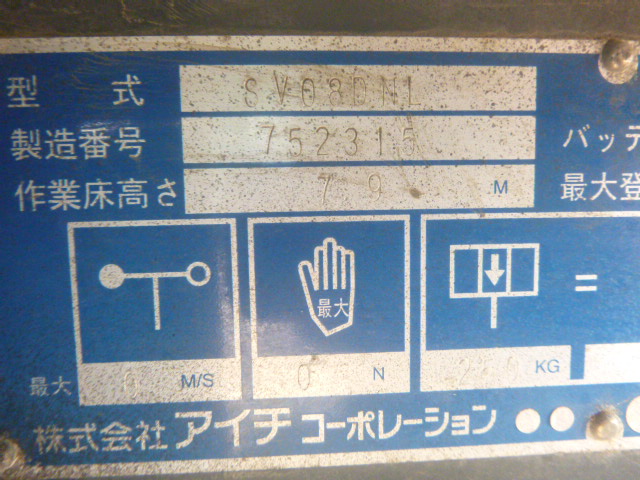 型式 SV08DNL
製造番号 752315 バッテ
作業床高さ 7.9 M 最大登
最大
=
最大 0 M/S 0 N KG
株式会社 アイチコーポレーション